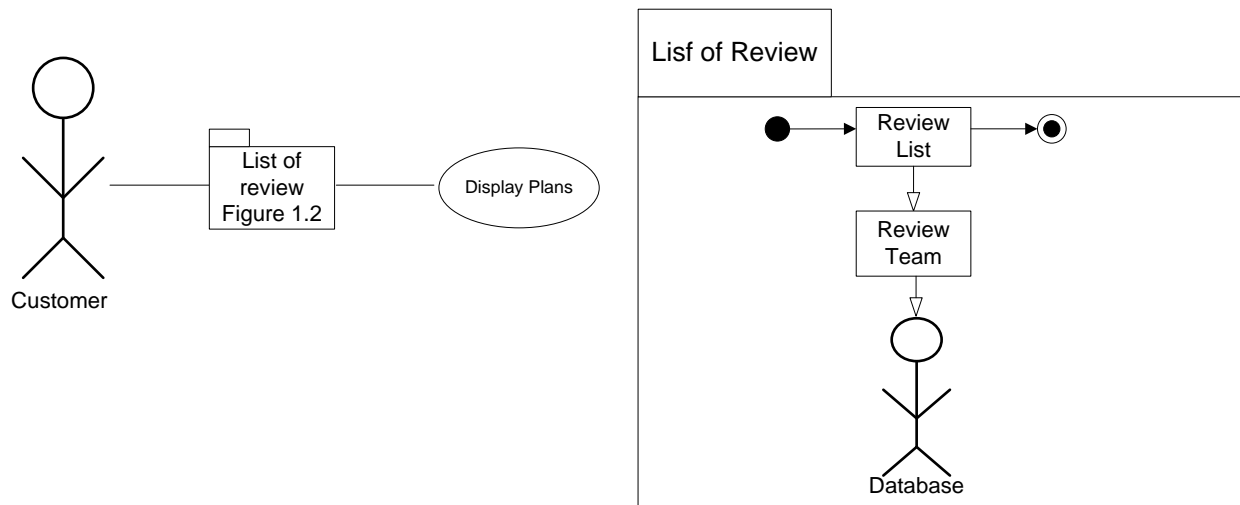 List of
review
Figure 1.2
Display Plans
Customer
Lisf of Review
Review
List
Review
Team
Database